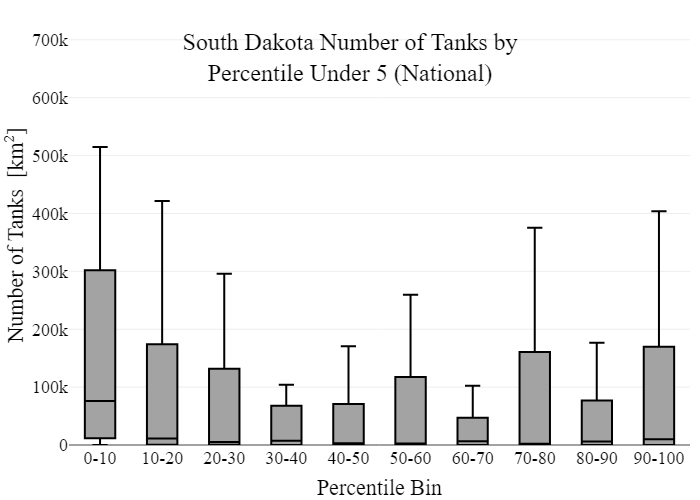 South Dakota Number of Tanks by
Percentile Under 5 (National)
Number of Tanks [km²]
700k
600k
500k
400k
300k
200k
100k
0
0-10 10-20 20-30 30-40 40-50 50-60 60-70 70-80 80-90 90-100
Percentile Bin